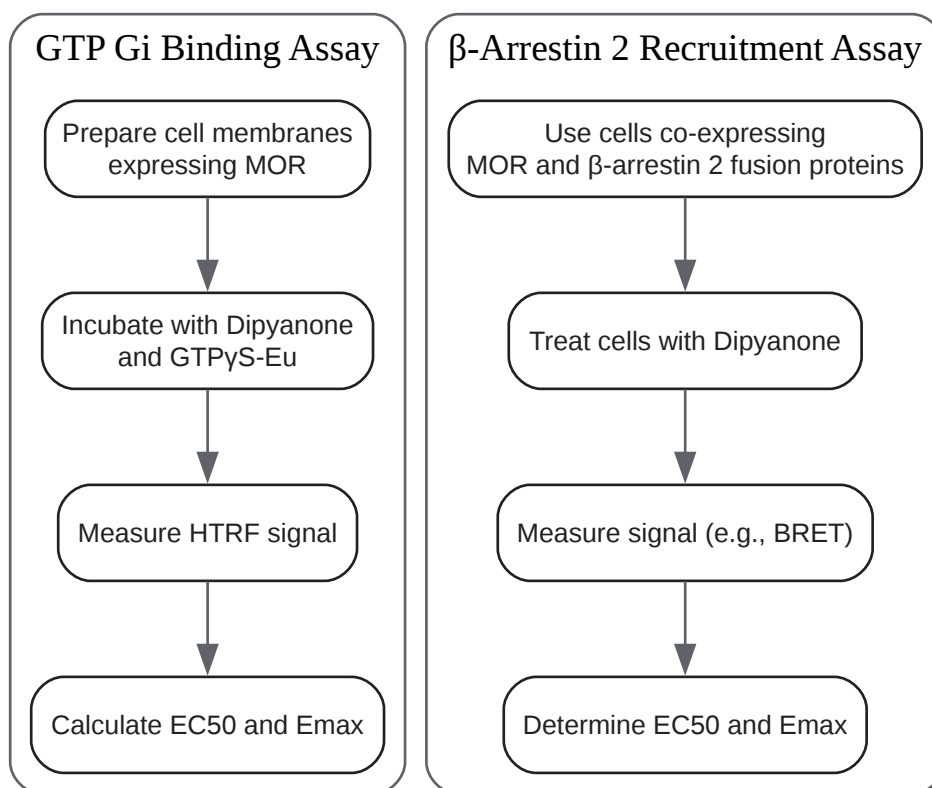 GTP Gi Binding Assay
Prepare cell membranes
expressing MOR
Incubate with Dipyanone
and GTPγS-Eu
Measure HTRF signal
Calculate EC50 and Emax
β-Arrestin 2 Recruitment Assay
Use cells co-expressing
MOR and β-arrestin 2 fusion proteins
Treat cells with Dipyanone
Measure signal (e.g., BRET)
Determine EC50 and Emax